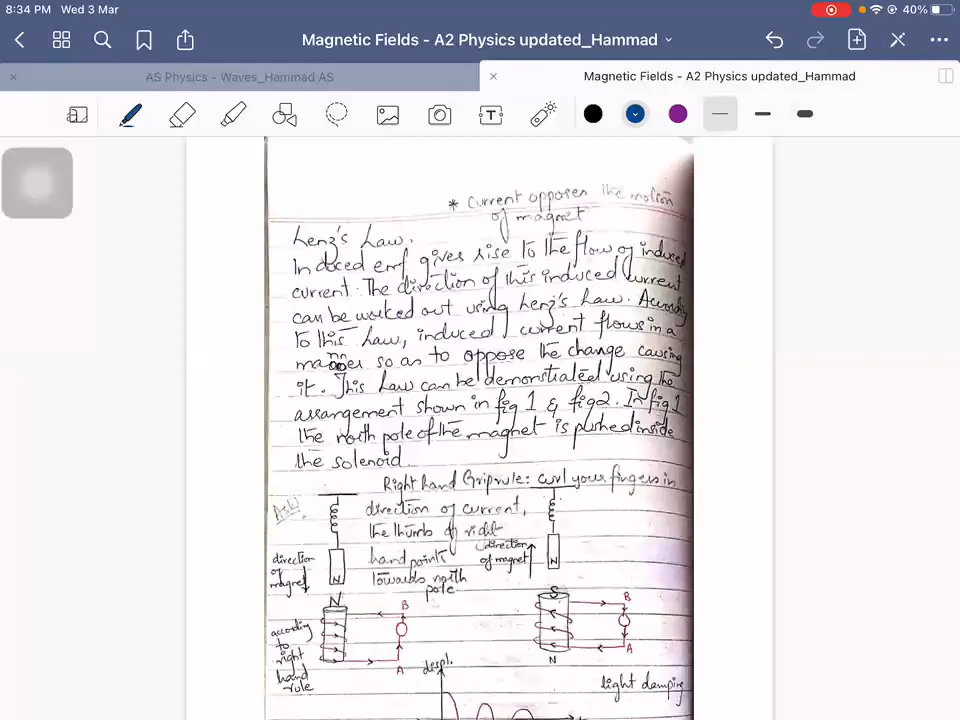 8:34 PM Wed 3 Mar
40%
Magnetic Fields - A2 Physics updated_Hammad
AS Physics - Waves_Hammad AS
Magnetic Fields - A2 Physics updated_Hammad
* Current opposes the motion
of magnet
Lenz's Law.
Induced emf gives rise to the flow of induced
current. The direction of this induced current
can be worked out using Lenz's Law. According
to this Law, induced current flows in a
manner so as to oppose the change causing
it. This Law can be demonstrated using the
arrangement shown in fig 1 & fig 2. In fig 1
the north pole of the magnet is pushed inside
the solenoid.
Right hand Grip rule: curl your fingers in
direction of current,
the thumb of right
hand points
towards north
pole
direction
of
magnet
N
direction
of magnet
N
N
B
A
according
to
right
hand
rule
S
B
A
N
displ.
light damping